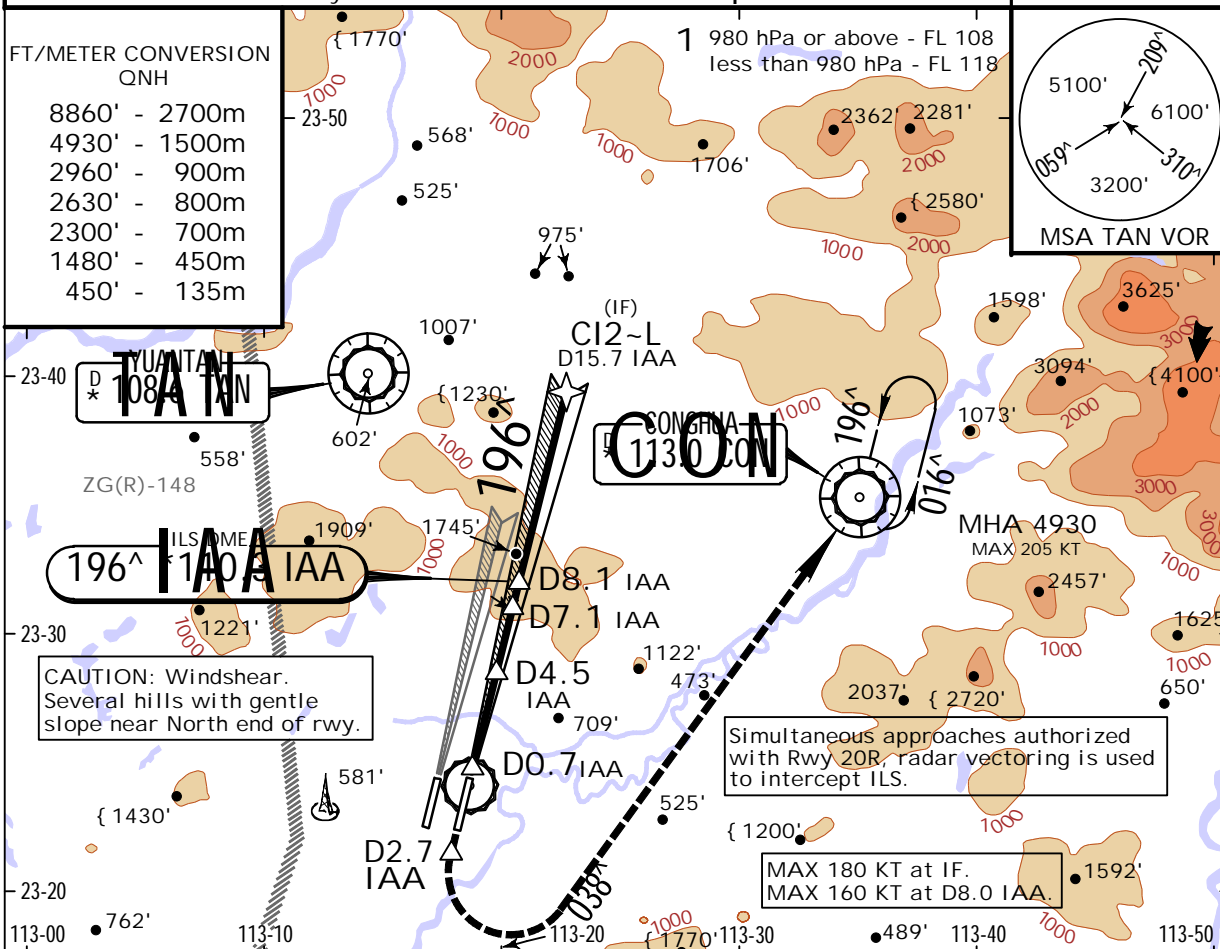 FT/METER CONVERSION
QNH
8860' - 2700m
4930' - 1500m
2960' - 900m
2630' - 800m
2300' - 700m
1480' - 450m
450' - 135m
{ 1770'
1000
2000
1 980 hPa or above - FL 108
less than 980 hPa - FL 118
5100'
209^
6100'
059^
310^
3200'
MSA TAN VOR
23-50
568'
525'
1000
1000
1706'
2362'
2281'
2000
{ 2580'
2000
1000
975'
(IF)
CI2~L
D15.7 IAA
1007'
1598'
3625'
3000
3094'
{4100'
2000
23-40
YUANTAN
D
* 108.6 TAN
TAN
602'
{ 1230'
1000
196^
558'
CONGHUA
D
* 113.0 CON
CON
1000
196^
016^
1073'
3000
3000
ZG(R)-148
MHA 4930
MAX 205 KT
1000
1909'
1745'
1000
ILS DME
196^ *140.3 IAA
IAA
D8.1 IAA
D7.1 IAA
2457'
1221'
1000
23-30
1625'
1000
1000
CAUTION: Windshear.
Several hills with gentle
slope near North end of rwy.
D4.5
IAA
1122'
473'
709'
2037'
{ 2720'
650'
Simultaneous approaches authorized
with Rwy 20R, radar vectoring is used
to intercept ILS.
D0.7 IAA
581'
{ 1430'
525'
1000
{ 1200'
D2.7
IAA
MAX 180 KT at IF.
MAX 160 KT at D8.0 IAA.
1592'
038^
23-20
762'
1000
{ 1770'
489'
1000
113-00
113-10
113-20
113-30
113-40
113-50